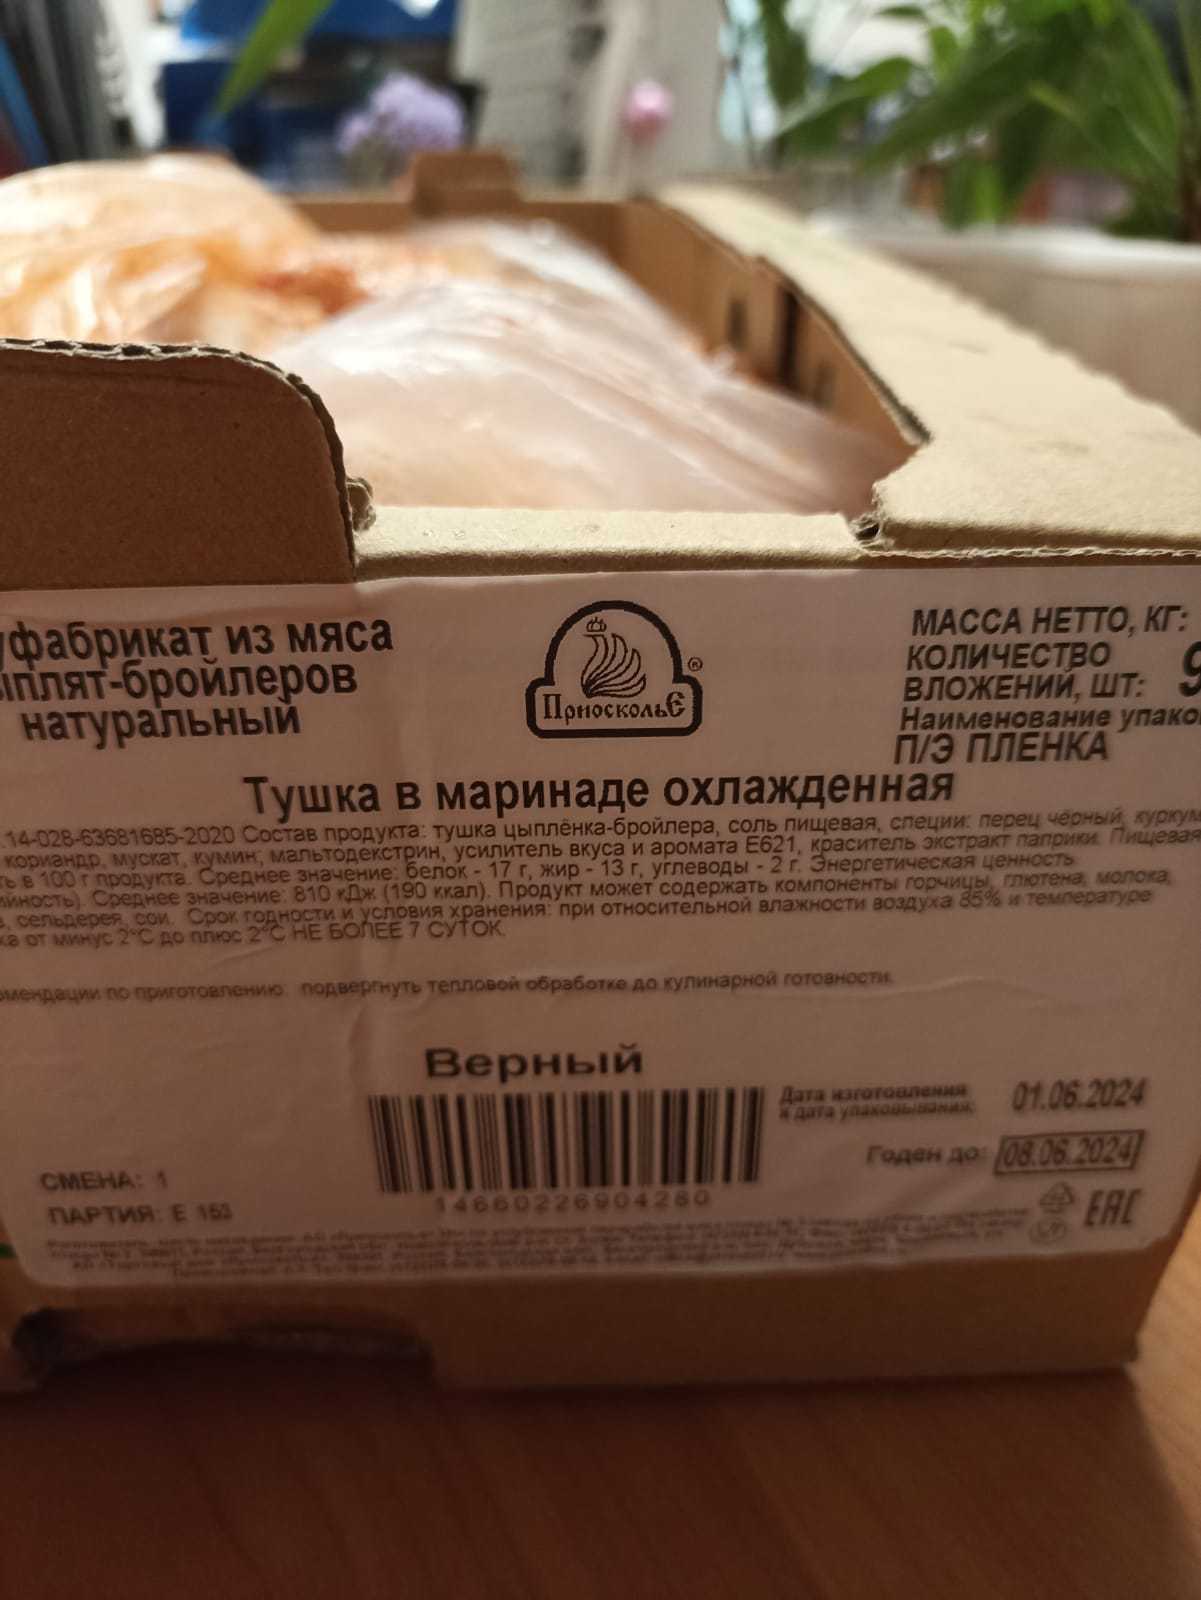 уфабрикат из мяса
ыплят-бройлеров
натуральный
ПриосколЬЕ ®
МАССА НЕТТО, КГ:
КОЛИЧЕСТВО
ВЛОЖЕНИЙ, ШТ: 9
Наименование упако
П/Э ПЛЕНКА
Тушка в маринаде охлажденная
.14-028-63681685-2020 Состав продукта: тушка цыплёнка-бройлера, соль пищевая, специи: перец чёрный, куркум
кориандр, мускат, кумин, мальтодекстрин, усилитель вкуса и аромата Е621, краситель экстракт паприки. Пищевая
ть в 100 г продукта. Среднее значение: белок - 17 г, жир - 13 г, углеводы - 2 г. Энергетическая ценность
йность). Среднее значение: 810 кДж (190 ккал). Продукт может содержать компоненты горчицы, глютена, молока,
сельдерея, сои. Срок годности и условия хранения: при относительной влажности воздуха 85% и температуре
ха от минус 2°С до плюс 2°С НЕ БОЛЕЕ 7 СУТОК.
омендации по приготовлению: подвергнуть тепловой обработке до кулинарной готовности.
Верный
Дата изготовления
и дата упаковывания: 01.06.2024
Годен до: 08.06.2024
14660226904280
СМЕНА: 1
ПАРТИЯ: Е 153
EAC